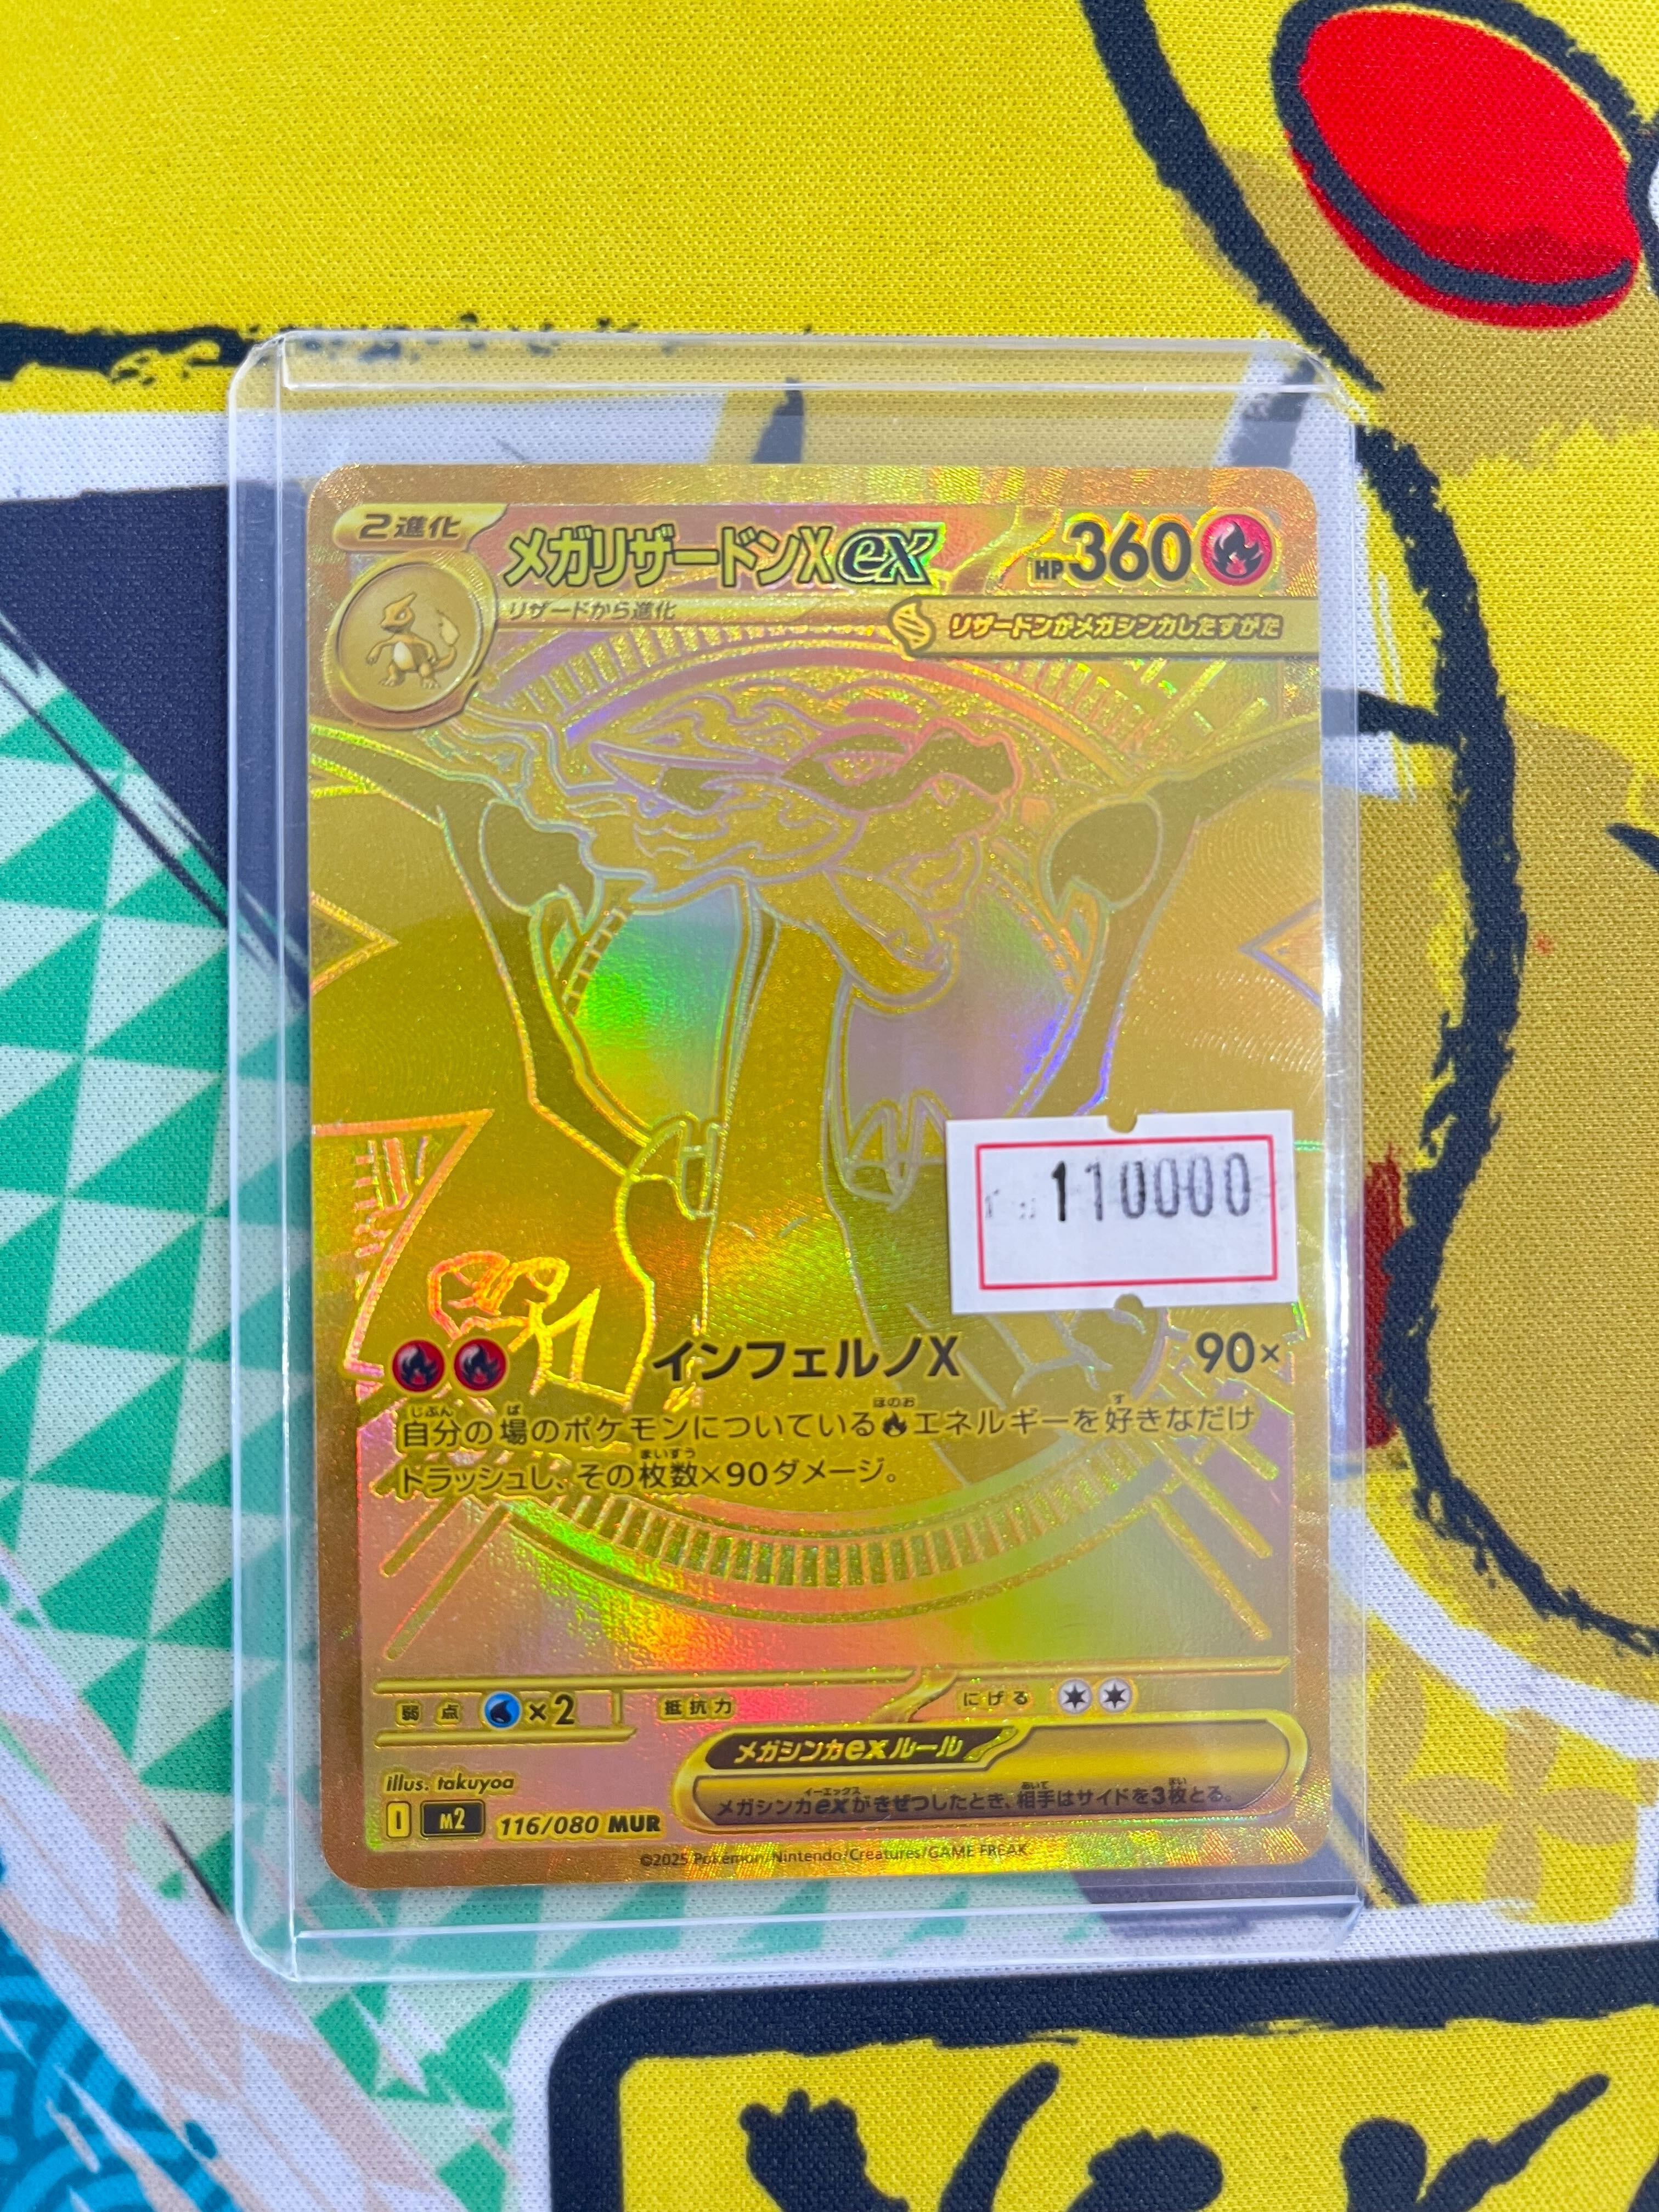 2進化
メガリザードンXex
HP360
リザードから進化
リザードンがメガシンカしたすがた
110000
インフェルノX 90×
自分の場のポケモンについているエネルギーを好きなだけ
トラッシュし、その枚数×90ダメージ。
弱点 ×2 抵抗力 にげる
メガシンカexルール
メガシンカexがきぜつしたとき、相手はサイドを3枚とる。
illus. takuyoa
I M2 116/080 MUR
©2025 Pokémon/Nintendo/Creatures/GAME FREAK